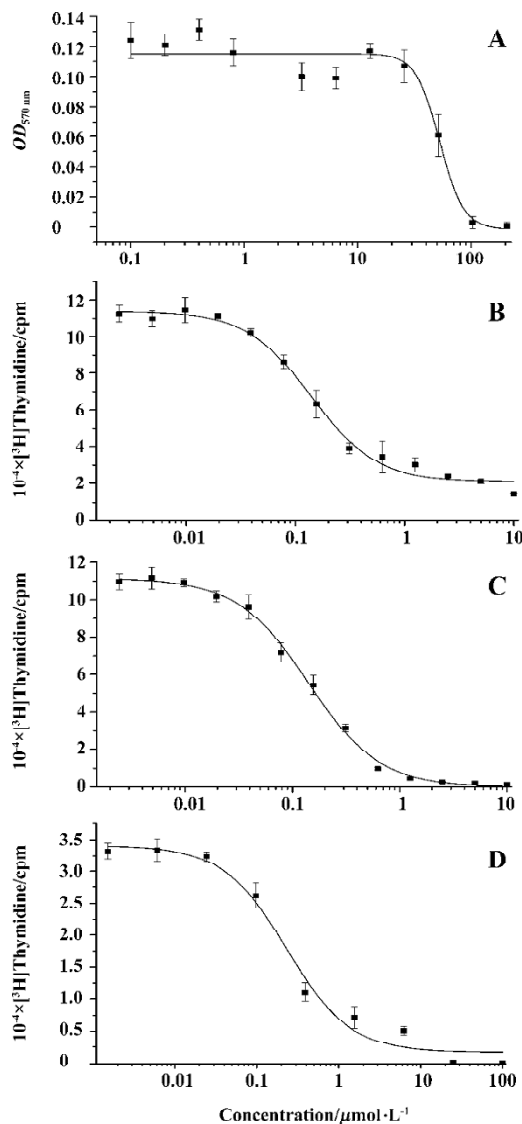 0.14
A
0.12
0.10
0.08
0.06
0.04
0.02
0
OD570 nm
0.1 1 10 100
12
B
10
8
6
4
2
0
10-4×[3H]Thymidine/cpm
0.01 0.1 1 10
12
C
10
8
6
4
2
0
10-4×[3H]Thymidine/cpm
0.01 0.1 1 10
3.5
D
3.0
2.5
2.0
1.5
1.0
0.5
0
10-4×[3H]Thymidine/cpm
0.01 0.1 1 10 100
Concentration/μmol·L-1